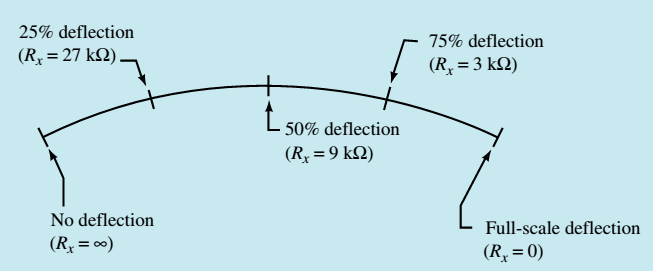 25% deflection
(Rx = 27 kΩ)
75% deflection
(Rx = 3 kΩ)
50% deflection
(Rx = 9 kΩ)
No deflection
(Rx = ∞)
Full-scale deflection
(Rx = 0)